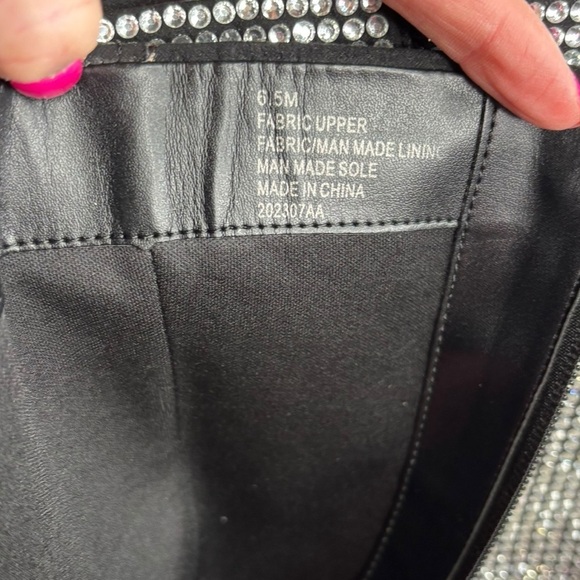 6.5M
FABRIC UPPER
FABRIC/MAN MADE LINING
MAN MADE SOLE
MADE IN CHINA
202307AA